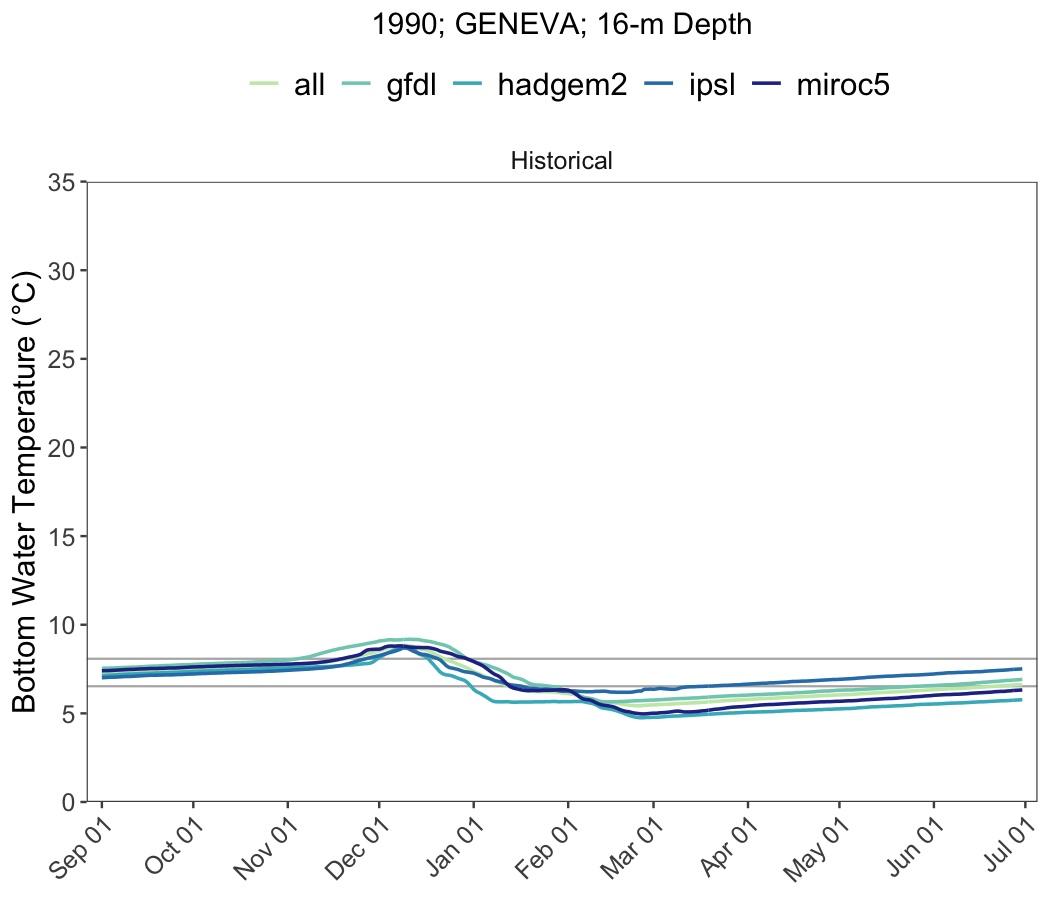 1990; GENEVA; 16-m Depth
all gfdl hadgem2 ipsl miroc5
Historical
Bottom Water Temperature (°C)
35
30
25
20
15
10
5
0
Sep 01
Oct 01
Nov 01
Dec 01
Jan 01
Feb 01
Mar 01
Apr 01
May 01
Jun 01
Jul 01